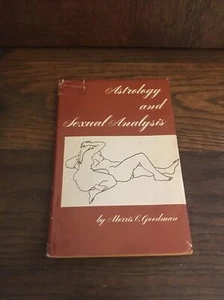 Astrology
and
Sexual Analysis
by Morris C. Goodman